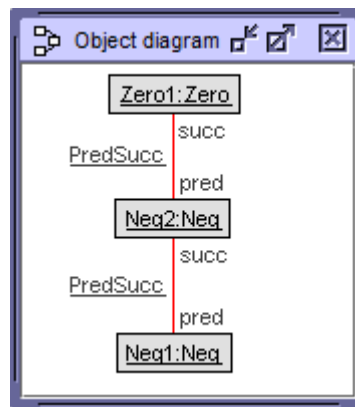 Object diagram
Zero1:Zero
succ
PredSucc
pred
Neg2:Neg
succ
PredSucc
pred
Neg1:Neg